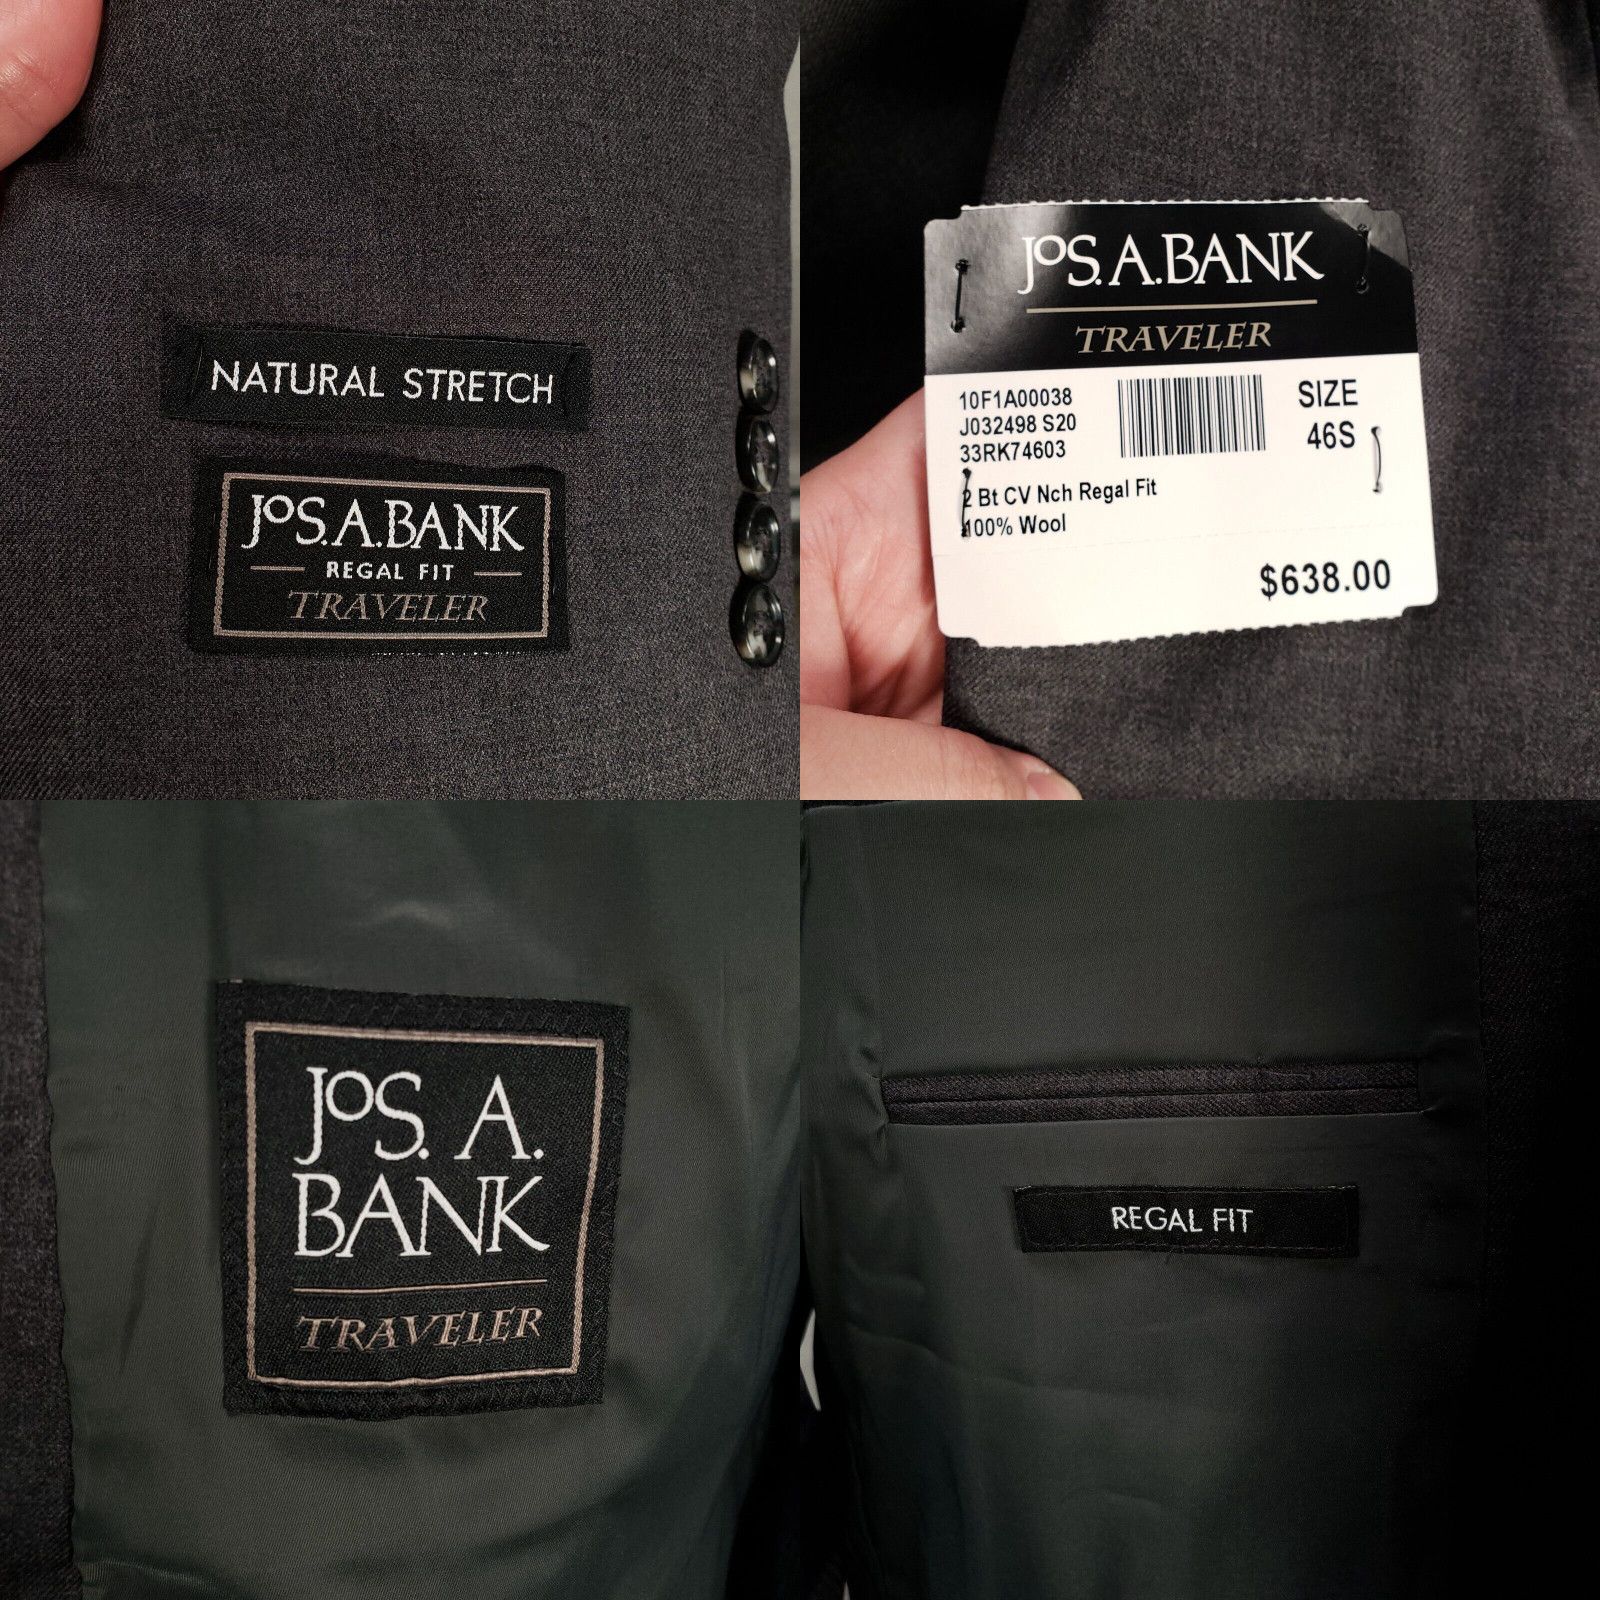 NATURAL STRETCH
JOS.A.BANK
REGAL FIT
TRAVELER
JOS.A.BANK
TRAVELER
10F1A00038
J032498 S20
33RK74603
SIZE
46S
2 Bt CV Nch Regal Fit
100% Wool
$638.00
JOS. A.
BANK
TRAVELER
REGAL FIT